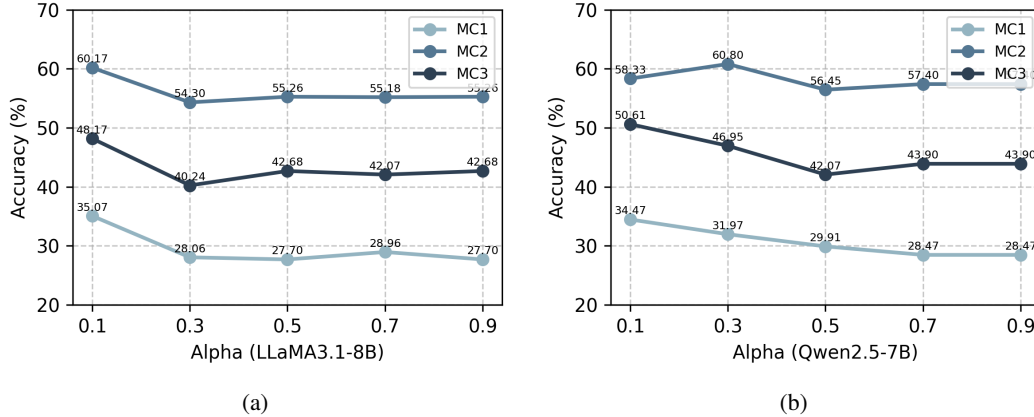 70
60
50
40
30
20
Accuracy (%)
60.17
54.30
55.26
55.18
55.26
48.17
40.24
42.68
42.07
42.68
35.07
28.06
27.70
28.96
27.70
MC1
MC2
MC3
0.1 0.3 0.5 0.7 0.9
Alpha (LLaMA3.1-8B)
(a)
70
60
50
40
30
20
Accuracy (%)
58.33
60.80
56.45
57.40
50.61
46.95
42.07
43.90
43.90
34.47
31.97
29.91
28.47
28.47
MC1
MC2
MC3
0.1 0.3 0.5 0.7 0.9
Alpha (Qwen2.5-7B)
(b)